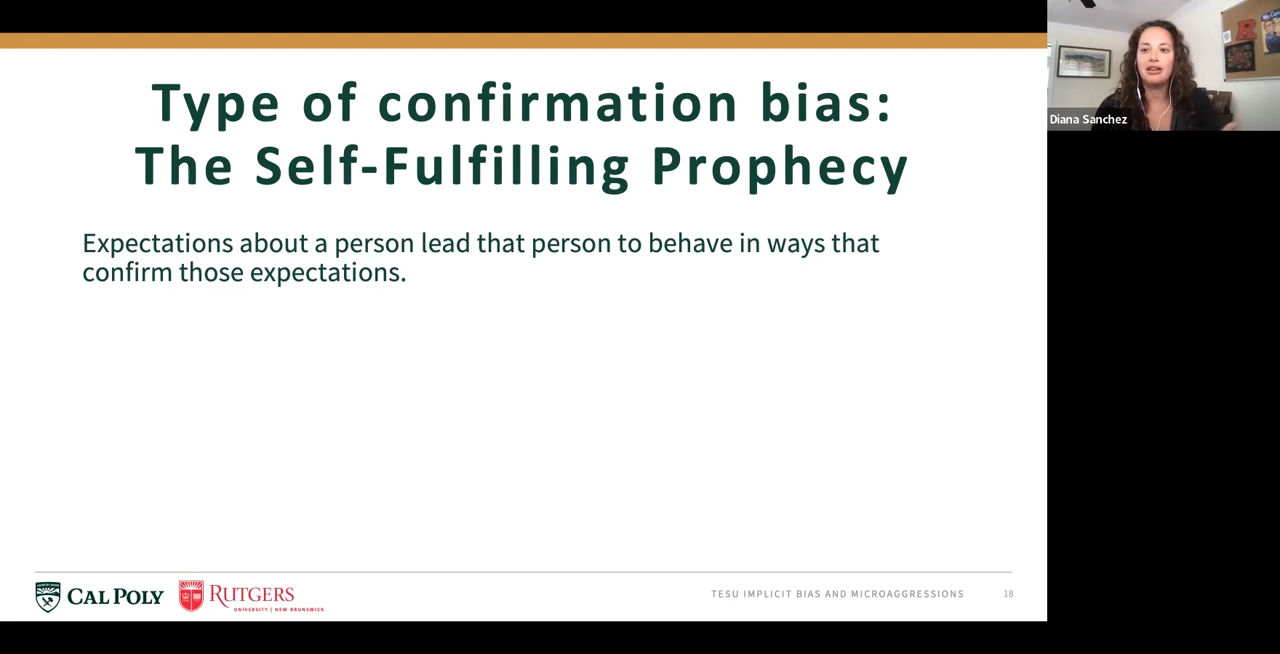 Type of confirmation bias:
The Self-Fulfilling Prophecy
Expectations about a person lead that person to behave in ways that
confirm those expectations.
CAL POLY
RUTGERS
UNIVERSITY | NEW BRUNSWICK
TESU IMPLICIT BIAS AND MICROAGGRESSIONS
18
Diana Sanchez
R